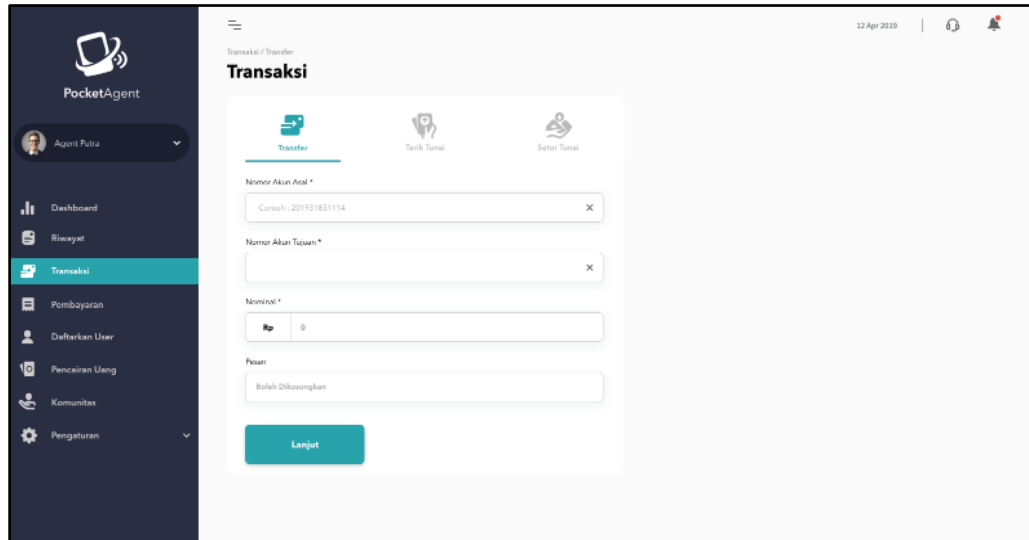 12 Apr 2019
Transaksi / Transfer
Transaksi
PocketAgent
Agent Putra
Dashboard
Riwayat
Transaksi
Pembayaran
Daftarkan User
Pencairan Uang
Komunitas
Pengaturan
Transfer
Tarik Tunai
Setor Tunai
Nomor Akun Asal *
Contoh : 201931831114
Nomor Akun Tujuan *
Nominal *
Rp 0
Pesan
Boleh Dikosongkan
Lanjut